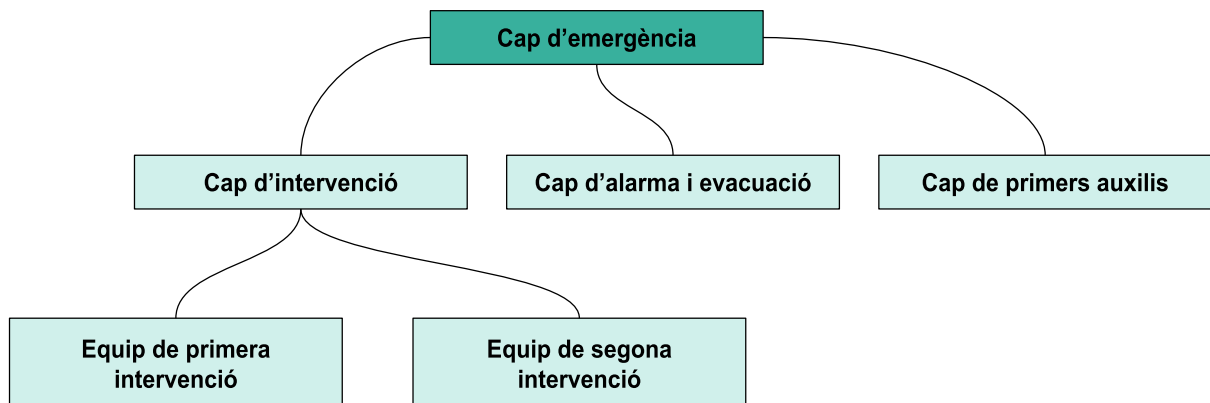 Cap d’emergència
Cap d’intervenció
Cap d’alarma i evacuació
Cap de primers auxilis
Equip de primera
intervenció
Equip de segona
intervenció